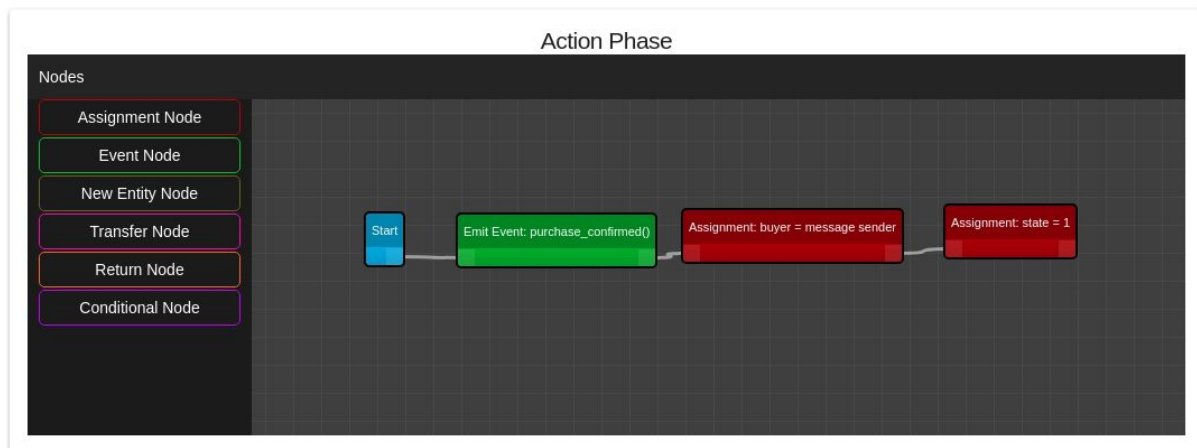 Action Phase
Nodes
Assignment Node
Event Node
New Entity Node
Transfer Node
Return Node
Conditional Node
Start
Emit Event: purchase_confirmed()
Assignment: buyer = message sender
Assignment: state = 1